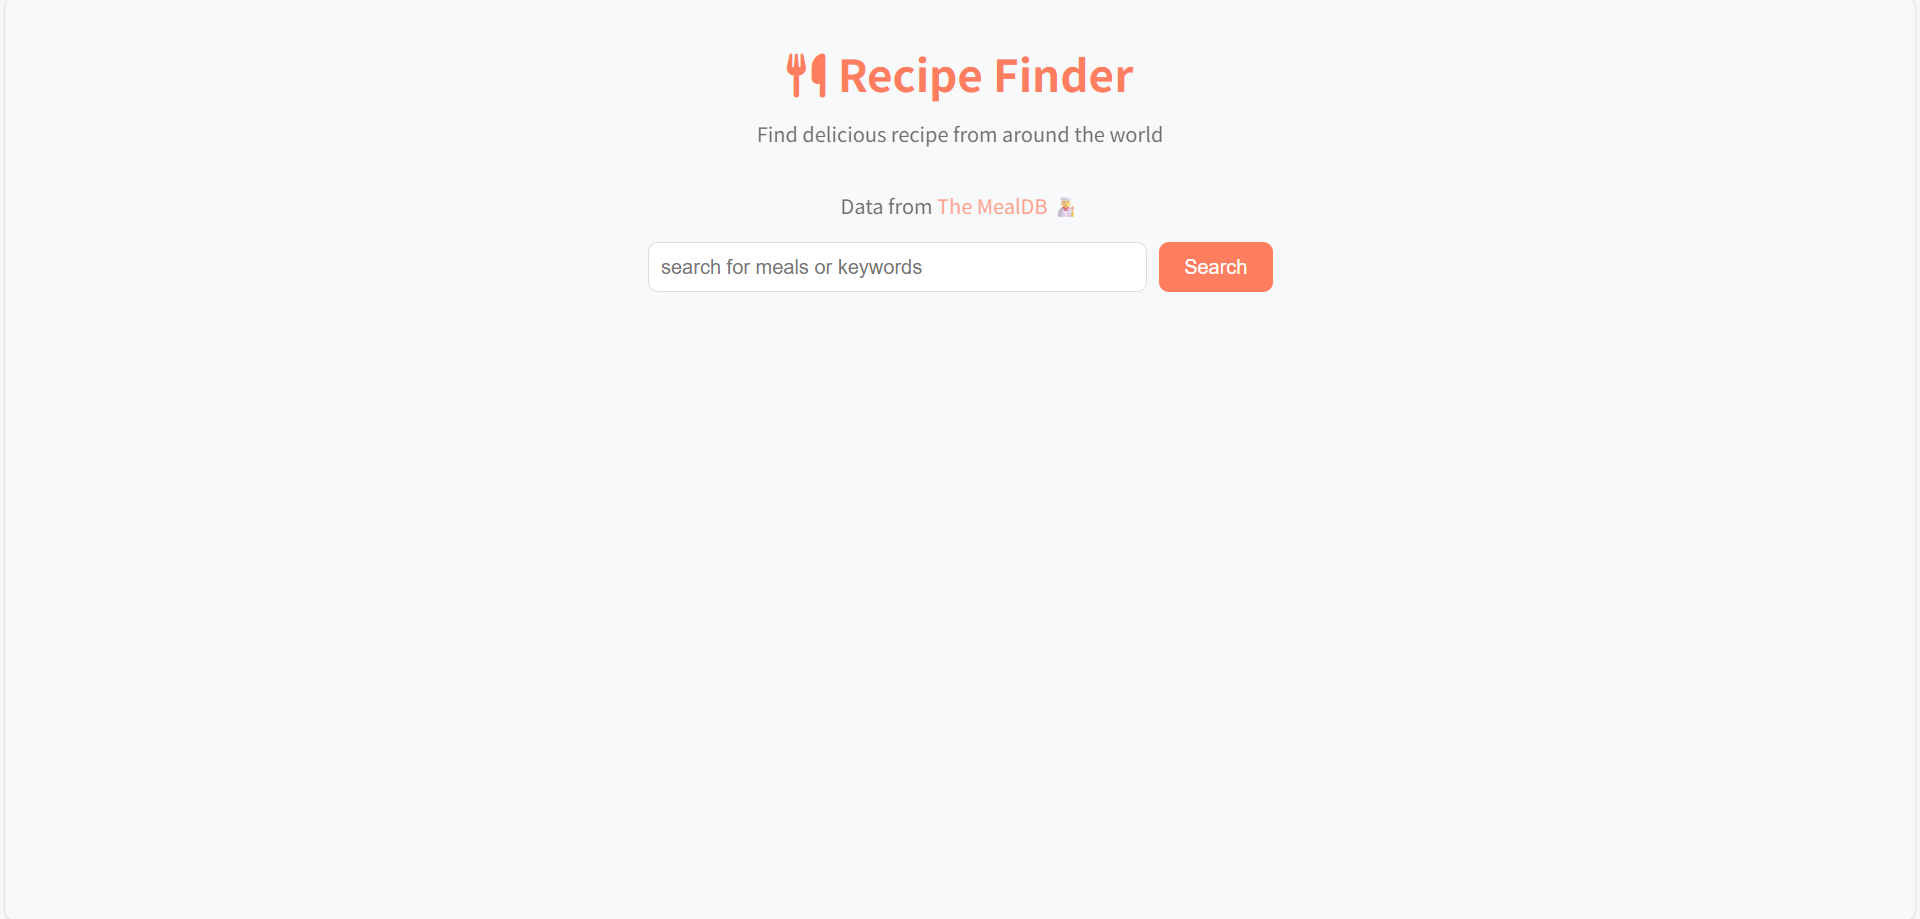 Recipe Finder
Find delicious recipe from around the world
Data from The MealDB
search for meals or keywords
Search